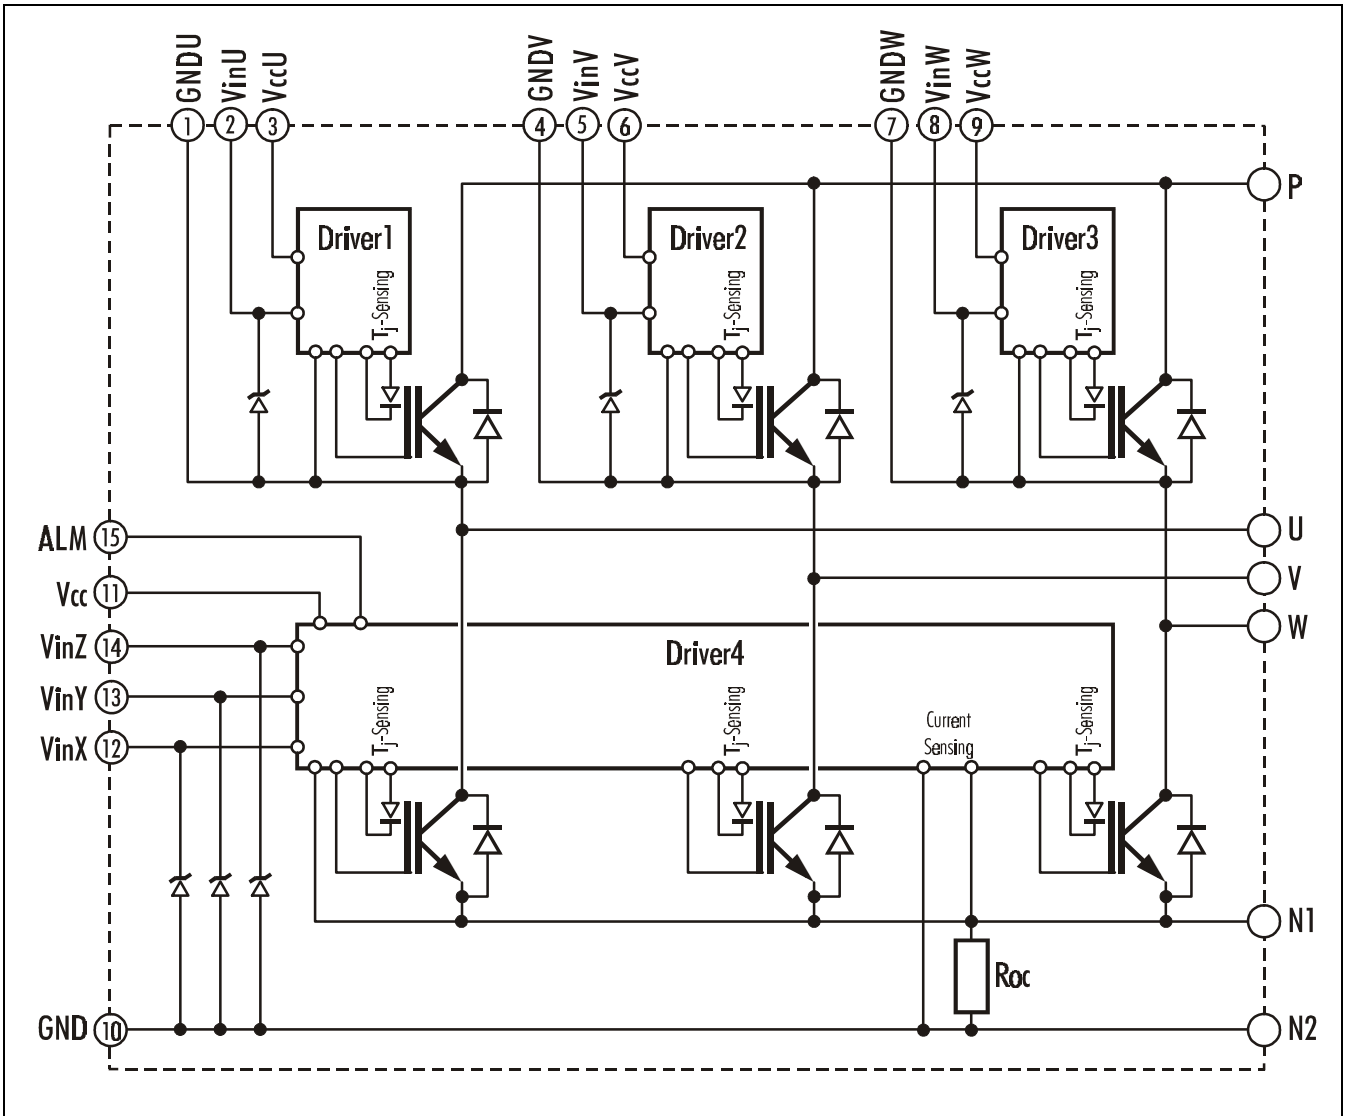 GNDU
VinU
VccU
GNDV
VinV
VccV
GNDW
VinW
VccW
1
2
3
4
5
6
7
8
9
P
Driver1
Driver2
Driver3
Tj-Sensing
Tj-Sensing
Tj-Sensing
ALM
15
U
Vcc
11
V
VinZ
14
W
Driver4
VinY
13
VinX
12
Tj-Sensing
Tj-Sensing
Current
Sensing
Tj-Sensing
N1
Roc
GND
10
N2